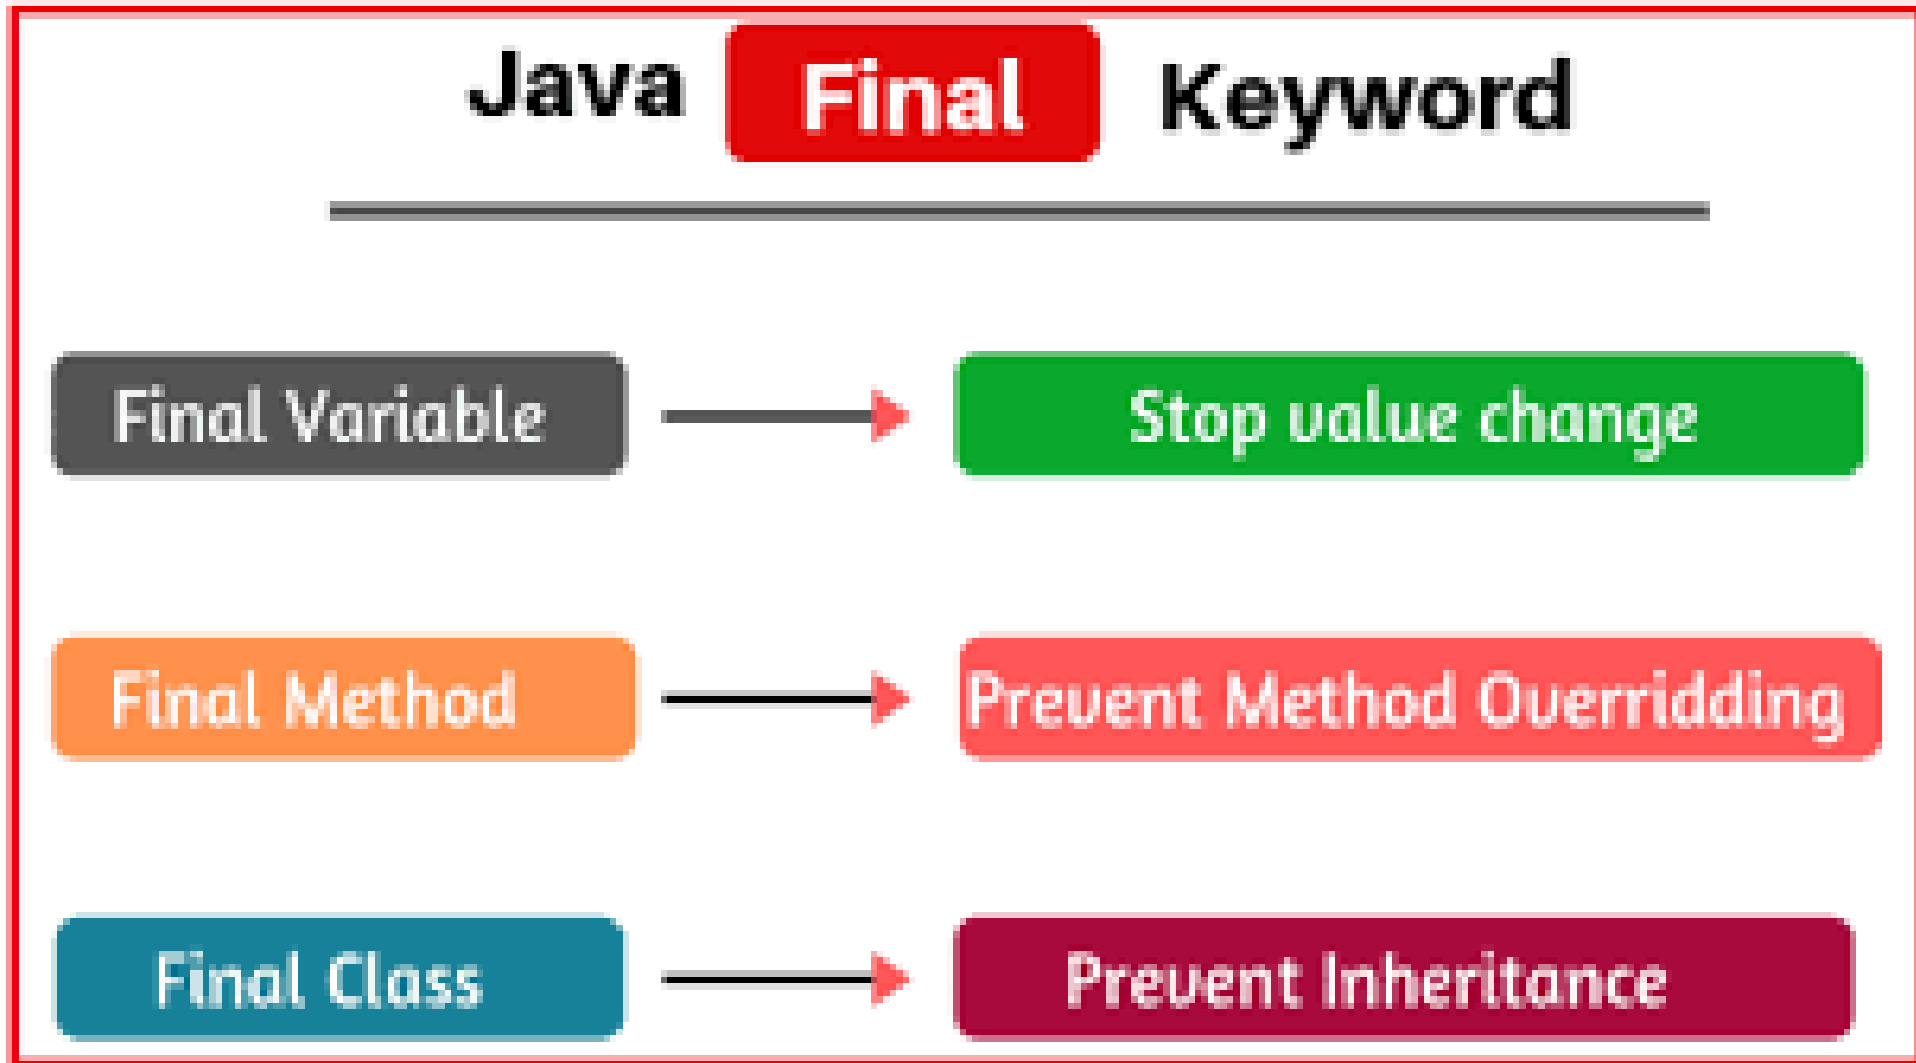 Java Final Keyword
Final Variable Stop value change
Final Method Prevent Method Overridding
Final Class Prevent Inheritance